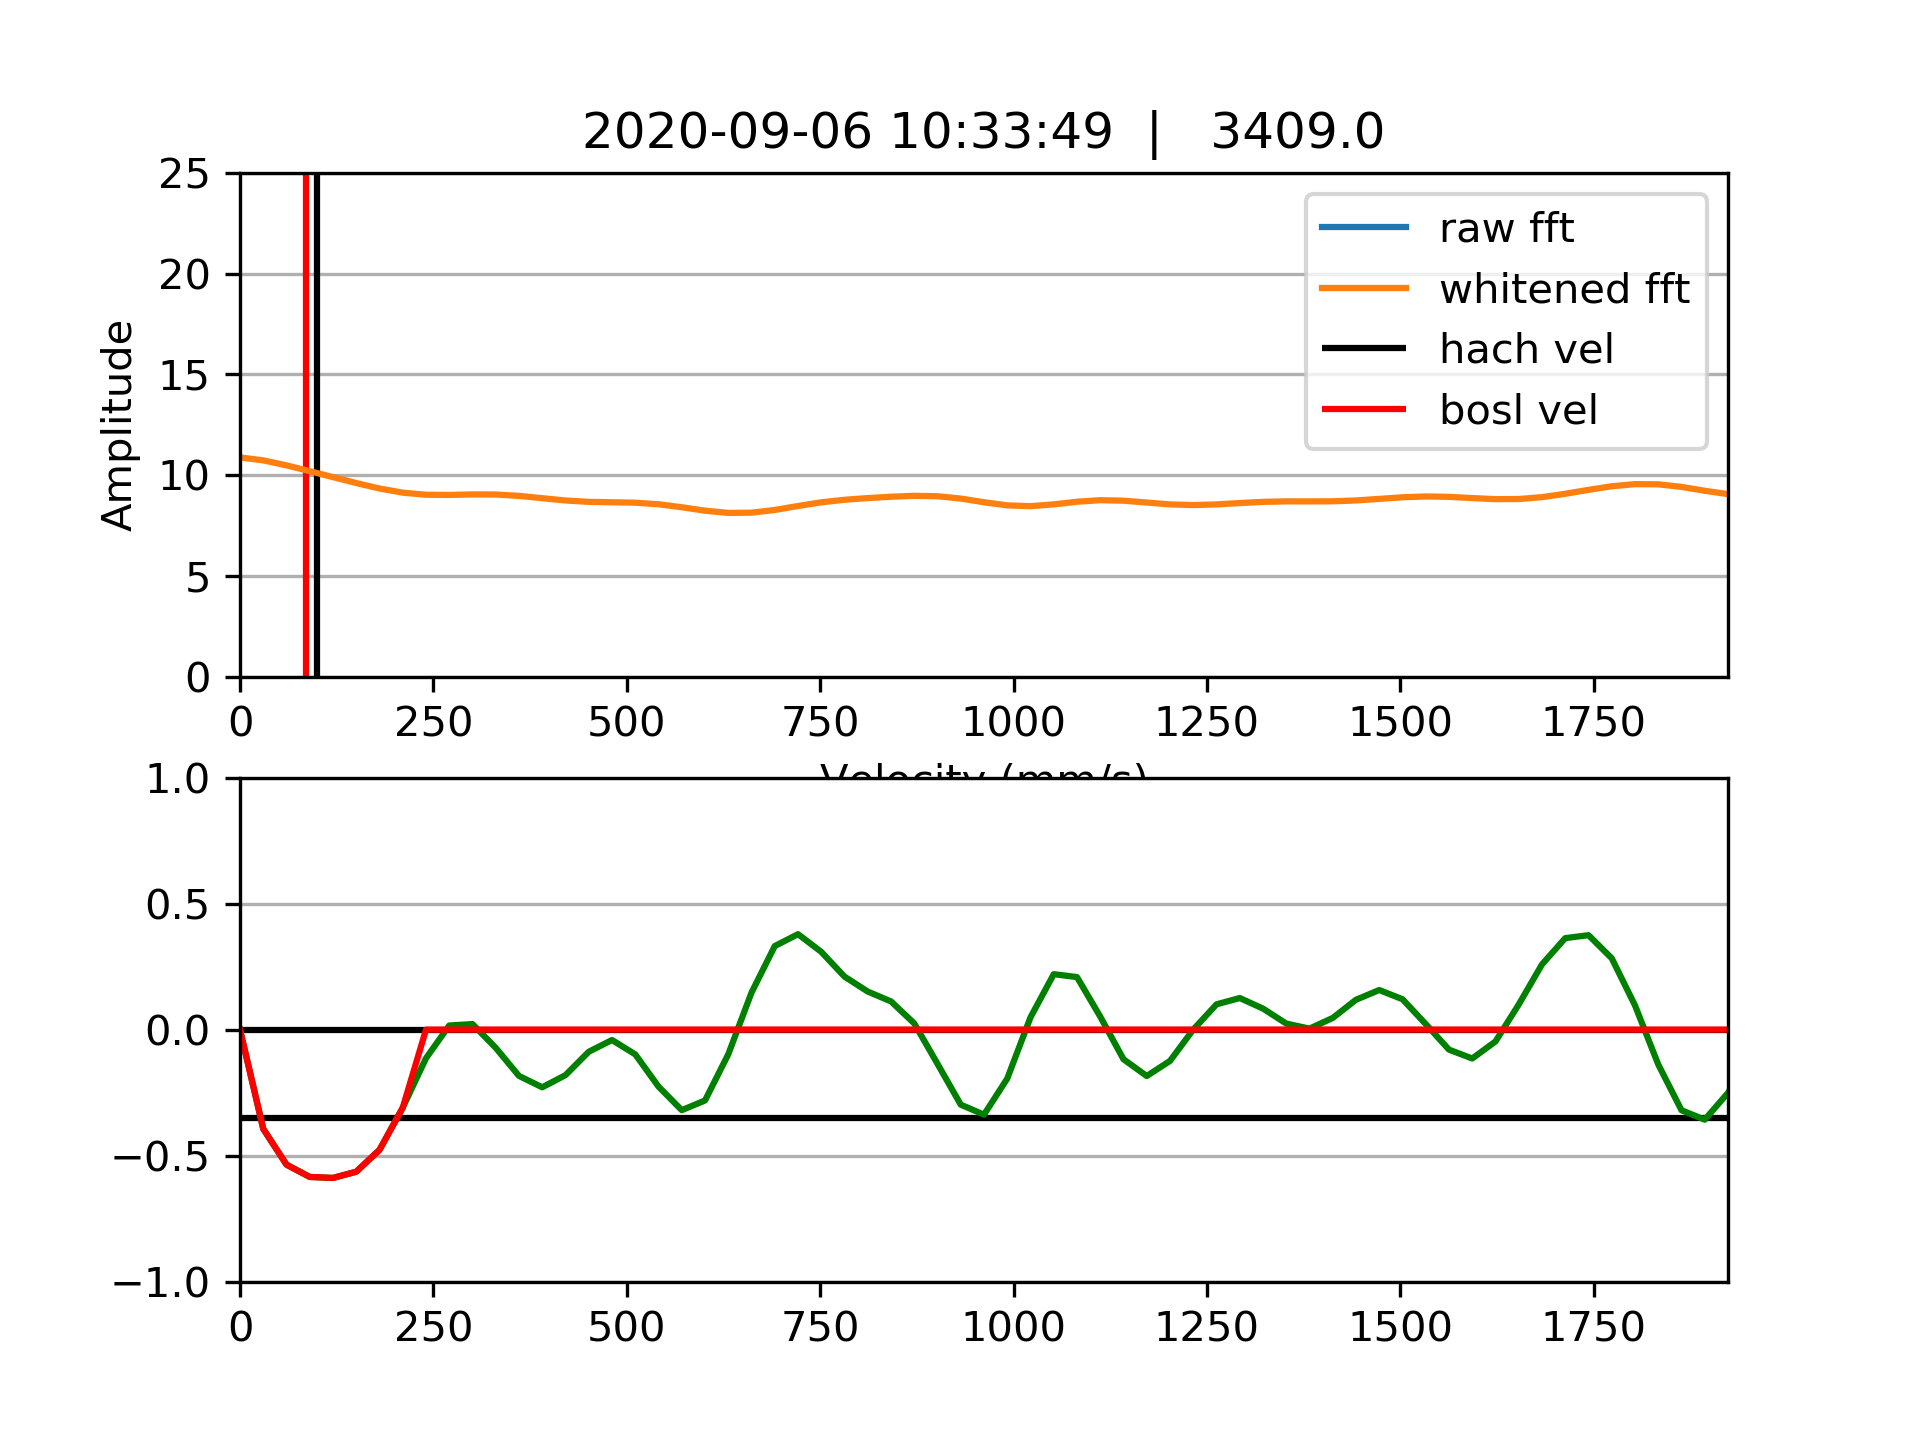 2020-09-06 10:33:49 | 3409.0
25
20
15
10
5
0
Amplitude
raw fft
whitened fft
hach vel
bosl vel
0 250 500 750 1000 1250 1500 1750
Velocity (mm/s)
1.0
0.5
0.0
−0.5
−1.0
0 250 500 750 1000 1250 1500 1750